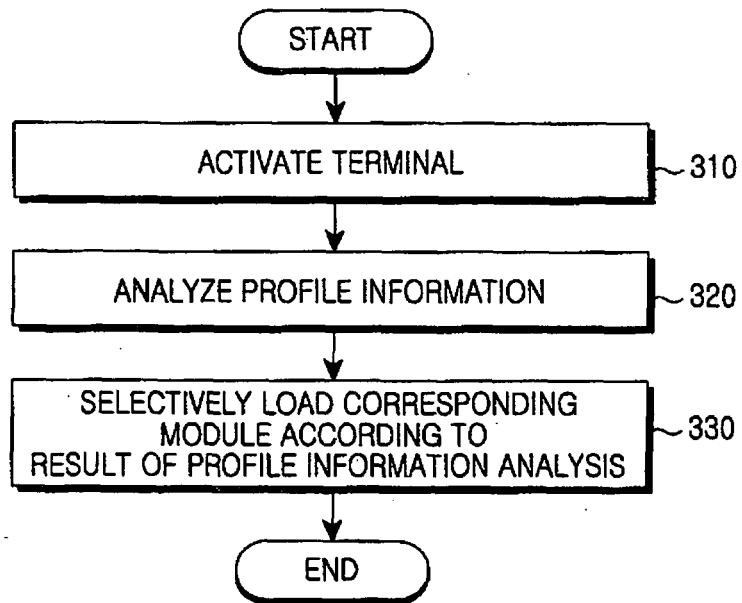 START
ACTIVATE TERMINAL
310
ANALYZE PROFILE INFORMATION
320
SELECTIVELY LOAD CORRESPONDING
MODULE ACCORDING TO
RESULT OF PROFILE INFORMATION ANALYSIS
330
END